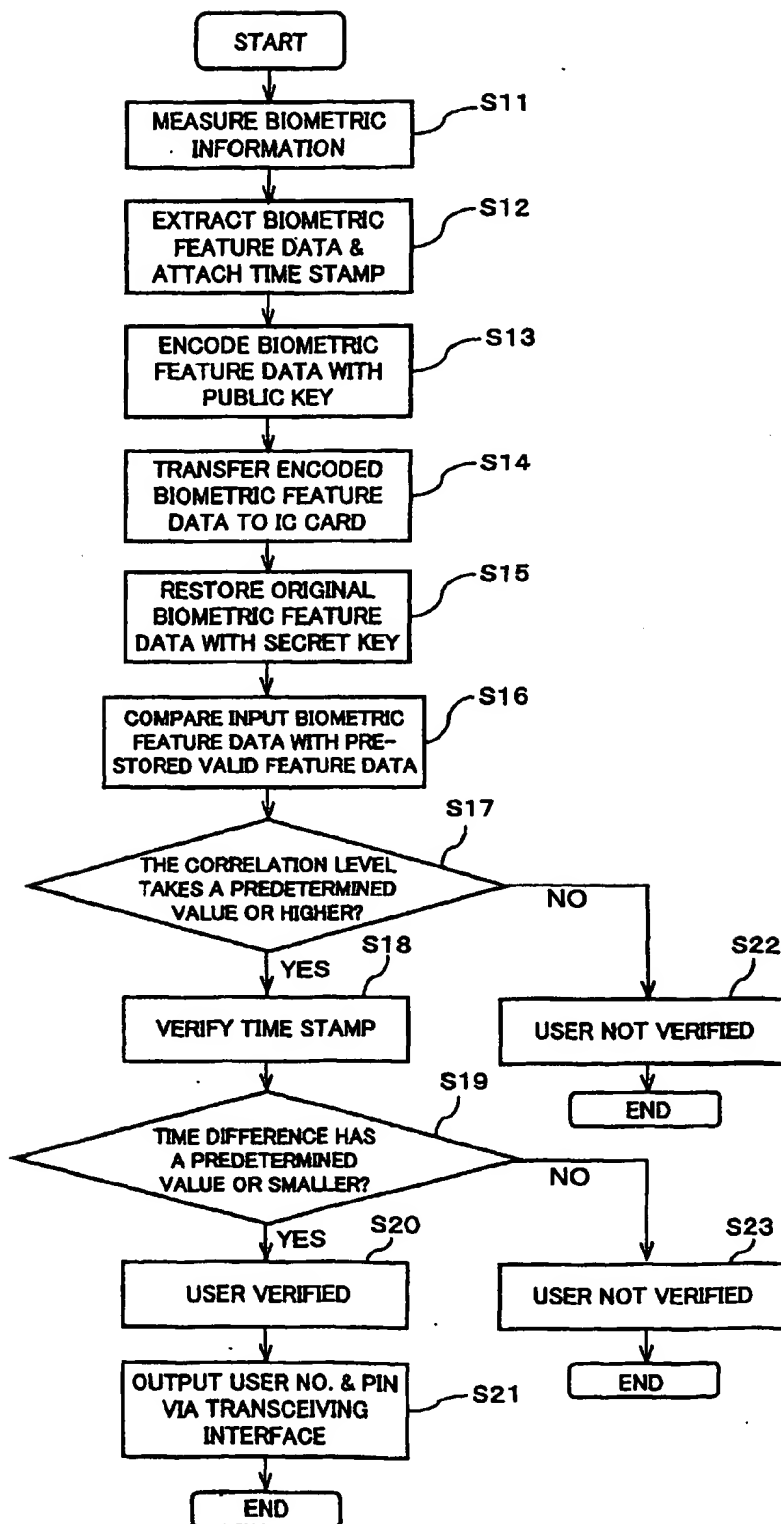 START
S11
MEASURE BIOMETRIC
INFORMATION
S12
EXTRACT BIOMETRIC
FEATURE DATA &
ATTACH TIME STAMP
S13
ENCODE BIOMETRIC
FEATURE DATA WITH
PUBLIC KEY
S14
TRANSFER ENCODED
BIOMETRIC FEATURE
DATA TO IC CARD
S15
RESTORE ORIGINAL
BIOMETRIC FEATURE
DATA WITH SECRET KEY
S16
COMPARE INPUT BIOMETRIC
FEATURE DATA WITH PRE-
STORED VALID FEATURE DATA
S17
THE CORRELATION LEVEL
TAKES A PREDETERMINED
VALUE OR HIGHER?
NO
YES
S18
VERIFY TIME STAMP
S22
USER NOT VERIFIED
END
S19
TIME DIFFERENCE HAS
A PREDETERMINED
VALUE OR SMALLER?
NO
YES
S20
USER VERIFIED
S23
USER NOT VERIFIED
END
OUTPUT USER NO. & PIN
VIA TRANSCEIVING
INTERFACE
S21
END